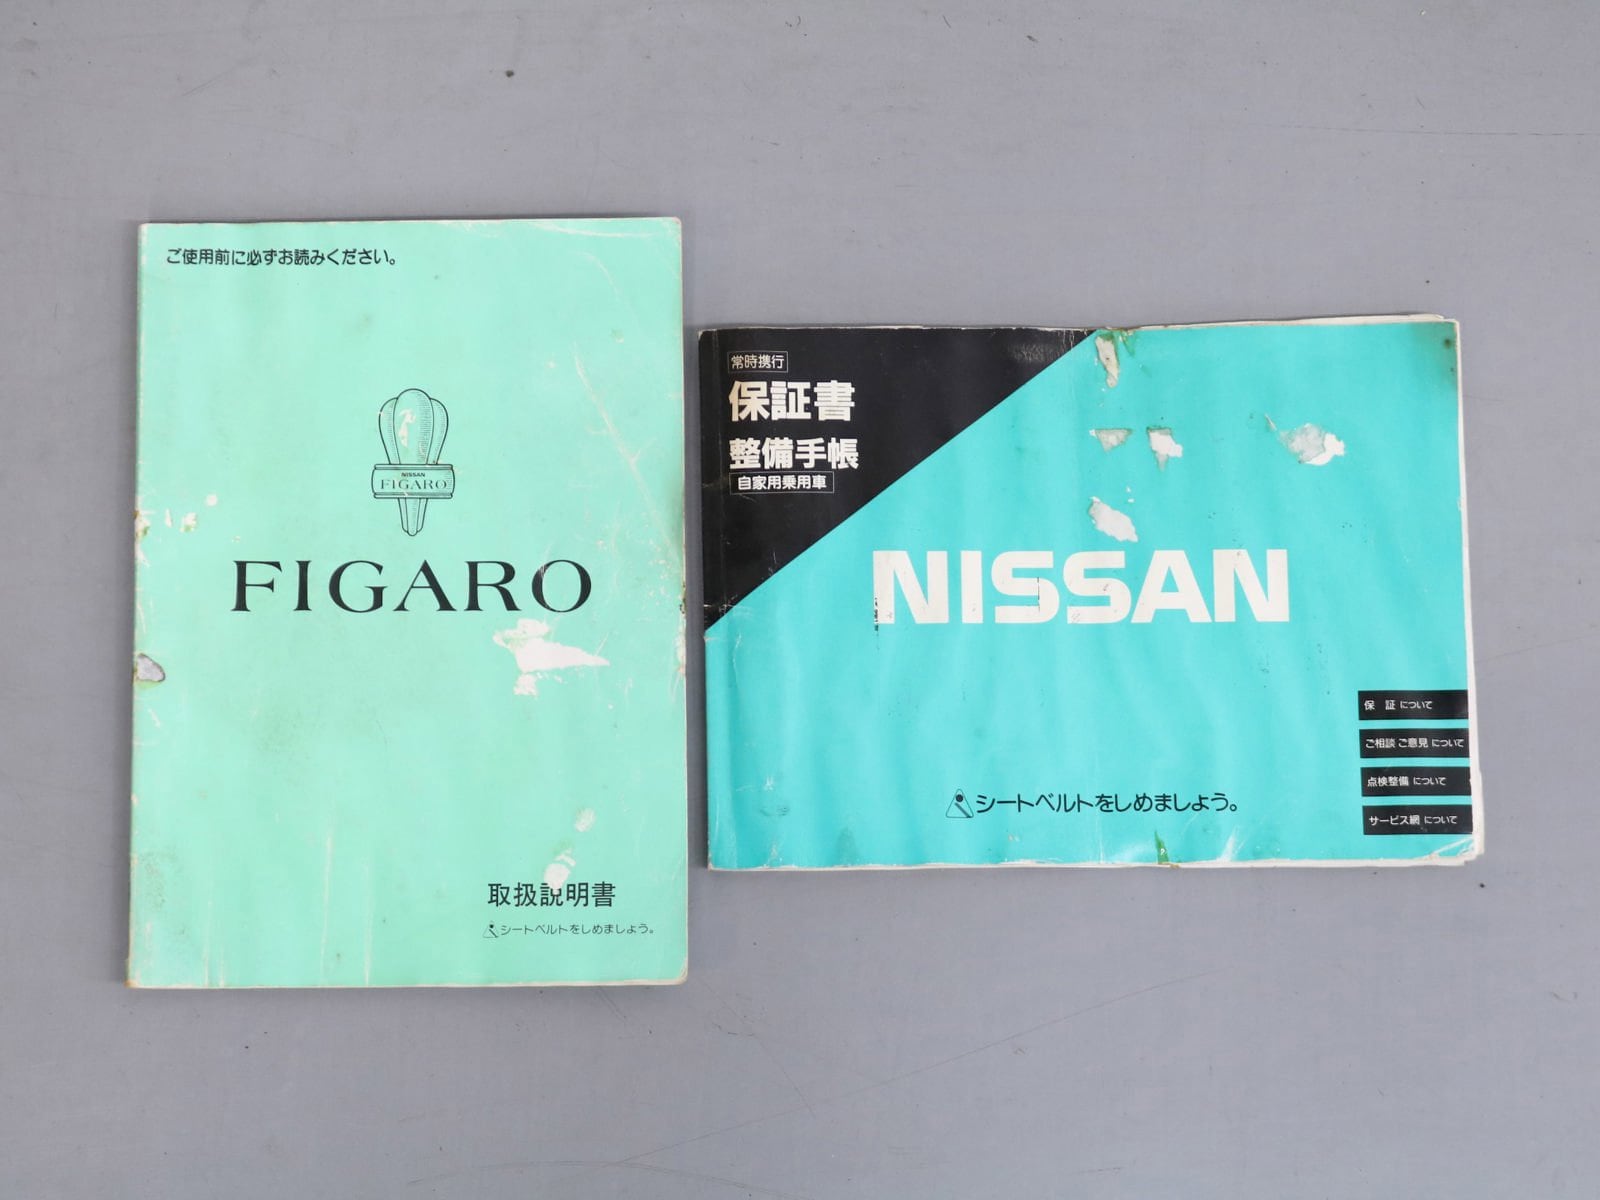 ご使用前に必ずお読みください。
NISSAN
FIGARO
FIGARO
取扱説明書
シートベルトをしめましょう。
常時携行
保証書
整備手帳
自家用乗用車
NISSAN
保 証 について
ご相談 ご意見 について
点検整備 について
サービス網 について
シートベルトをしめましょう。